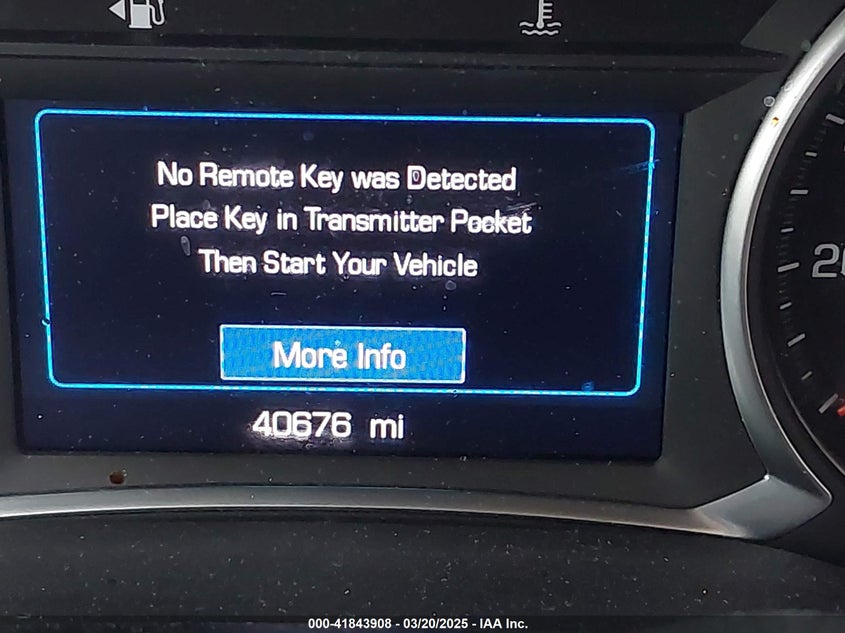 No Remote Key was Detected
Place Key in Transmitter Pocket
Then Start Your Vehicle
More Info
40676 mi
000-41843908 - 03/20/2025 - IAA Inc.